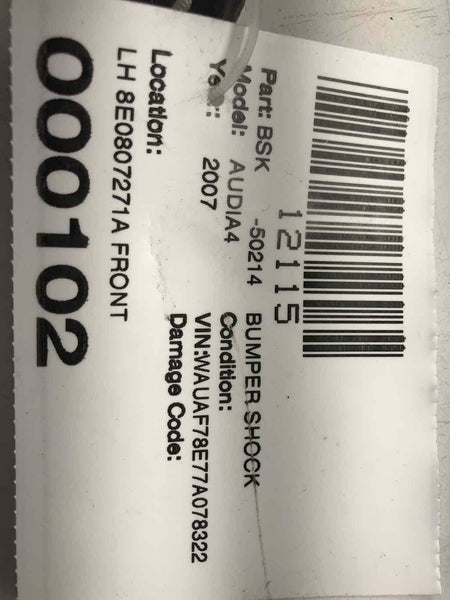 12115
Part: BSK -50214 BUMPER SHOCK
Model: AUDIA4 Condition:
Year: 2007 VIN:WAUAF78E77A078322
Damage Code:
Location:
LH 8E0807271A FRONT
000102